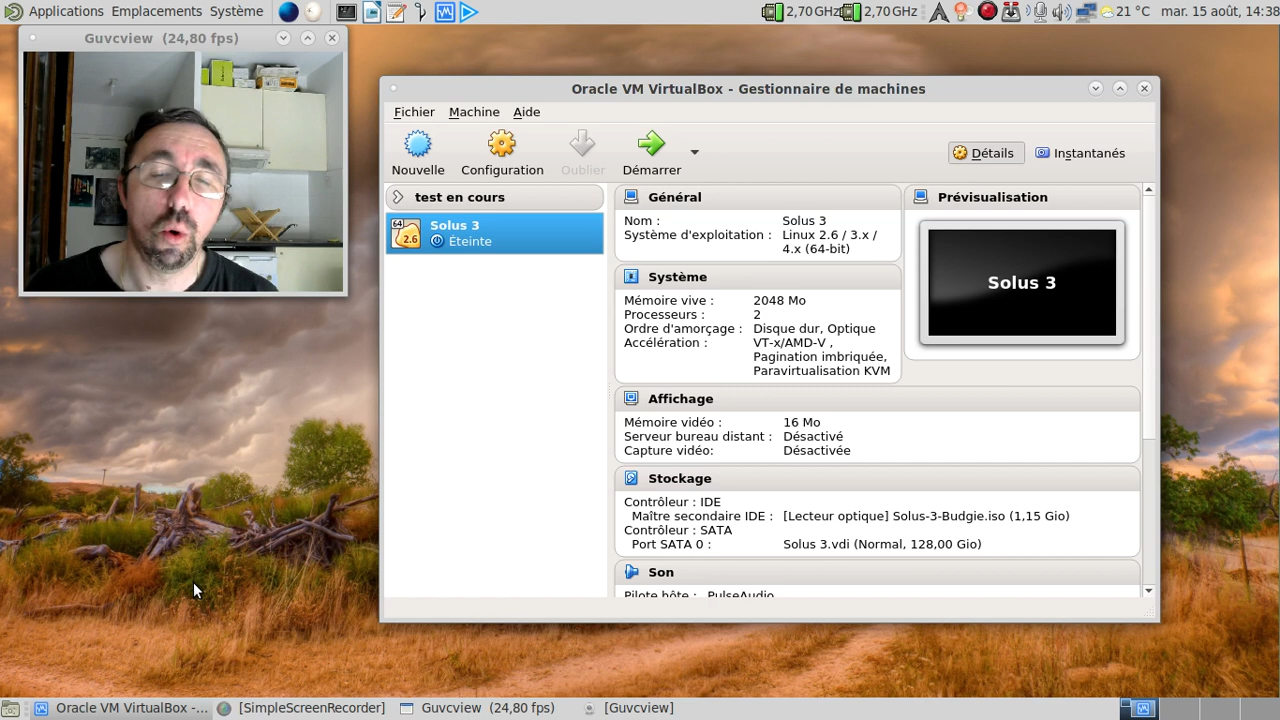 Applications Emplacements Système
2,70 GHz 2,70 GHz 21 °C mar. 15 août, 14:38
Guvcview (24,80 fps)
Oracle VM VirtualBox - Gestionnaire de machines
Fichier Machine Aide
Nouvelle Configuration Oublier Démarrer
Détails Instantanés
test en cours
64
2.6
Solus 3
Éteinte
Général
Nom : Solus 3
Système d'exploitation : Linux 2.6 / 3.x /
4.x (64-bit)
Prévisualisation
Solus 3
Système
Mémoire vive : 2048 Mo
Processeurs : 2
Ordre d'amorçage : Disque dur, Optique
Accélération : VT-x/AMD-V ,
Pagination imbriquée,
Paravirtualisation KVM
Affichage
Mémoire vidéo : 16 Mo
Serveur bureau distant : Désactivé
Capture vidéo: Désactivée
Stockage
Contrôleur : IDE
Maître secondaire IDE : [Lecteur optique] Solus-3-Budgie.iso (1,15 Gio)
Contrôleur : SATA
Port SATA 0 : Solus 3.vdi (Normal, 128,00 Gio)
Son
Pilote hôte : PulseAudio
Oracle VM VirtualBox -... [SimpleScreenRecorder] Guvcview (24,80 fps) [Guvcview]